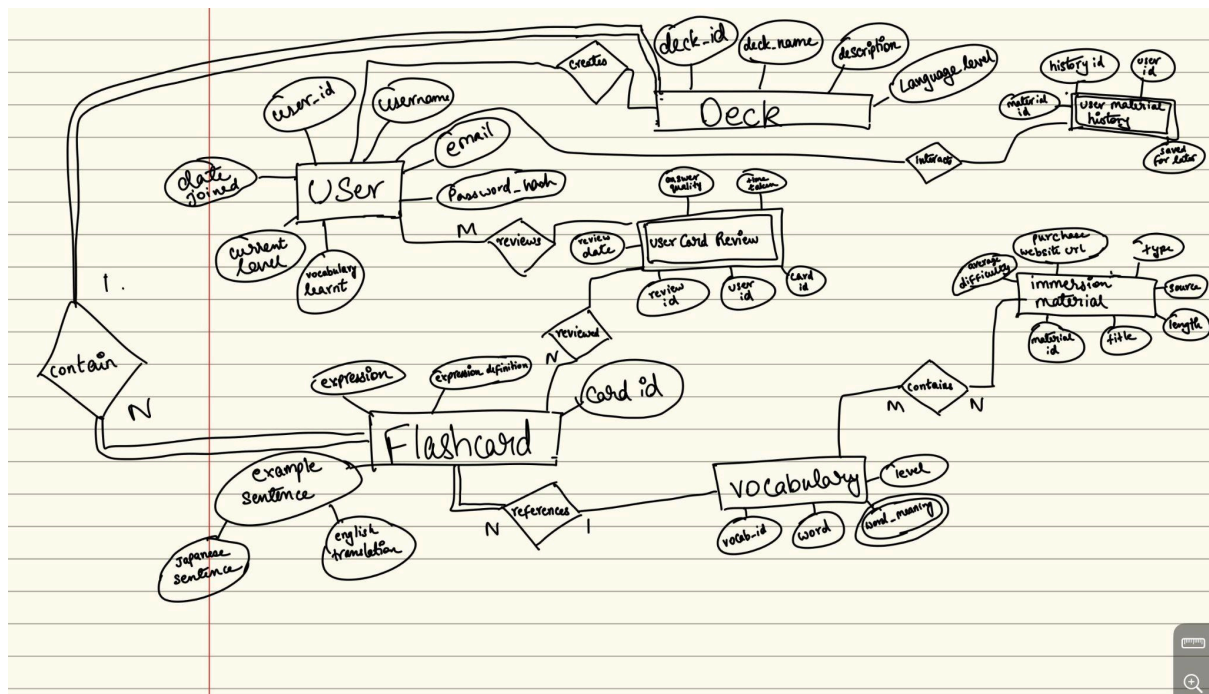 deck_id
deck_name
description
Language level
creates
Deck
history id
user
id
material
id
user material
history
saved
for later
Interacts
user_id
username
email
Password_hash
date
joined
User
current
level
vocabulary
learnt
M
reviews
answer
quality
time
taken
review
date
user Card Review
review
id
user
id
card
id
purchase
website url
type
average
difficulty
immersion
material
source
length
material
id
title
1.
contain
N
reviewed
N
expression
expression definition
card id
Flashcard
contains
M
N
example
sentence
Japanese
sentence
english
translation
references
N
1
vocabulary
level
vocab_id
word
word_meaning